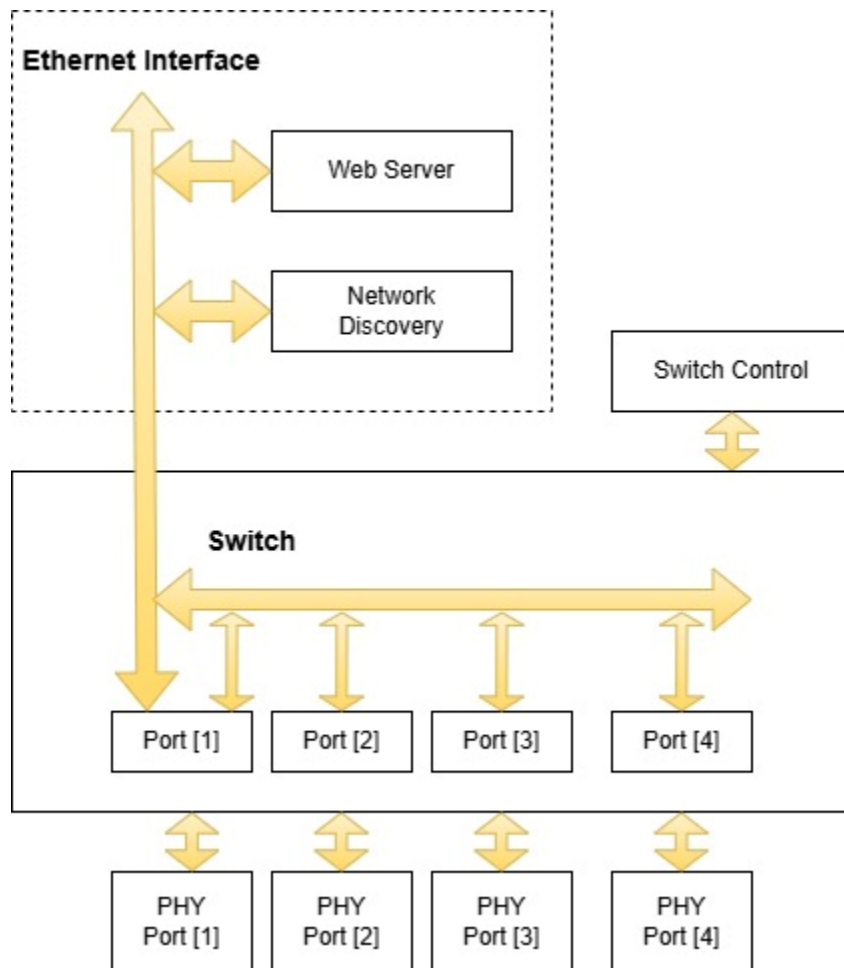 Ethernet Interface
Web Server
Network
Discovery
Switch Control
Switch
Port [1]
Port [2]
Port [3]
Port [4]
PHY
Port [1]
PHY
Port [2]
PHY
Port [3]
PHY
Port [4]